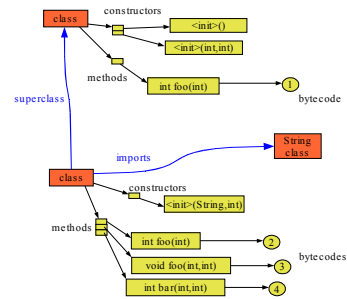 constructors
class
<init>()
<init>(int,int)
methods
int foo(int)
1
superclass
bytecode
imports
String
class
class
constructors
<init>(String,int)
methods
int foo(int)
2
void foo(int,int)
3
bytecodes
int bar(int,int)
4